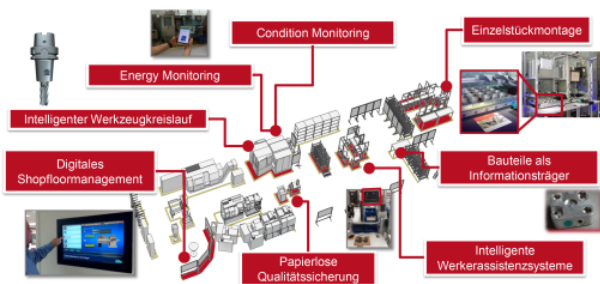 Condition Monitoring
Einzelstückmontage
Energy Monitoring
Intelligenter Werkzeugkreislauf
Digitales
Shopfloormanagement
Bauteile als
Informationsträger
Papierlose
Qualitätssicherung
Intelligente
Werkerassistenzsysteme